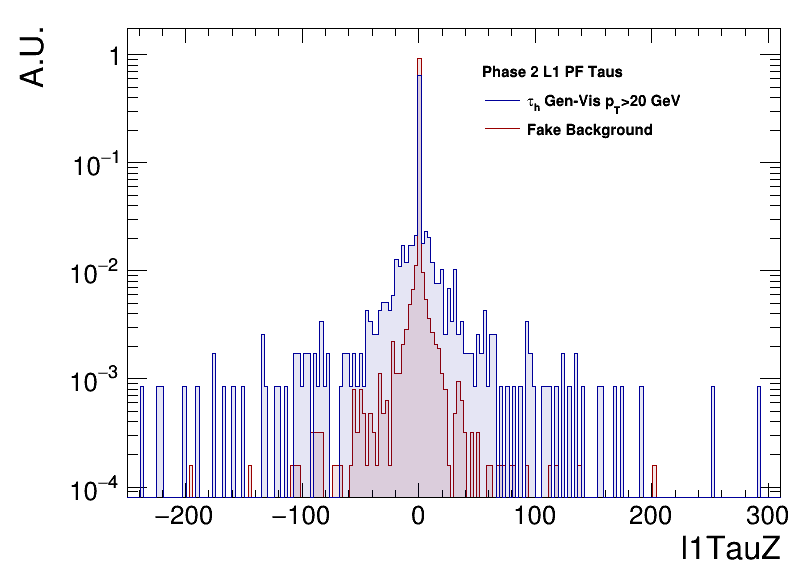 A.U.
1
10⁻¹
10⁻²
10⁻³
10⁻⁴
Phase 2 L1 PF Taus
τₕ Gen-Vis p_T>20 GeV
Fake Background
−200 −100 0 100 200 300
l1TauZ